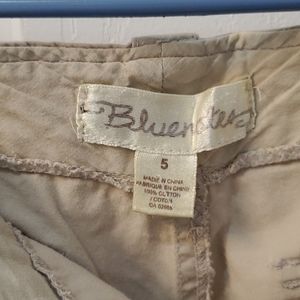 Bluenotes
5
MADE IN CHINA
FABRIQUE EN CHINE
100% COTTON
/ COTON